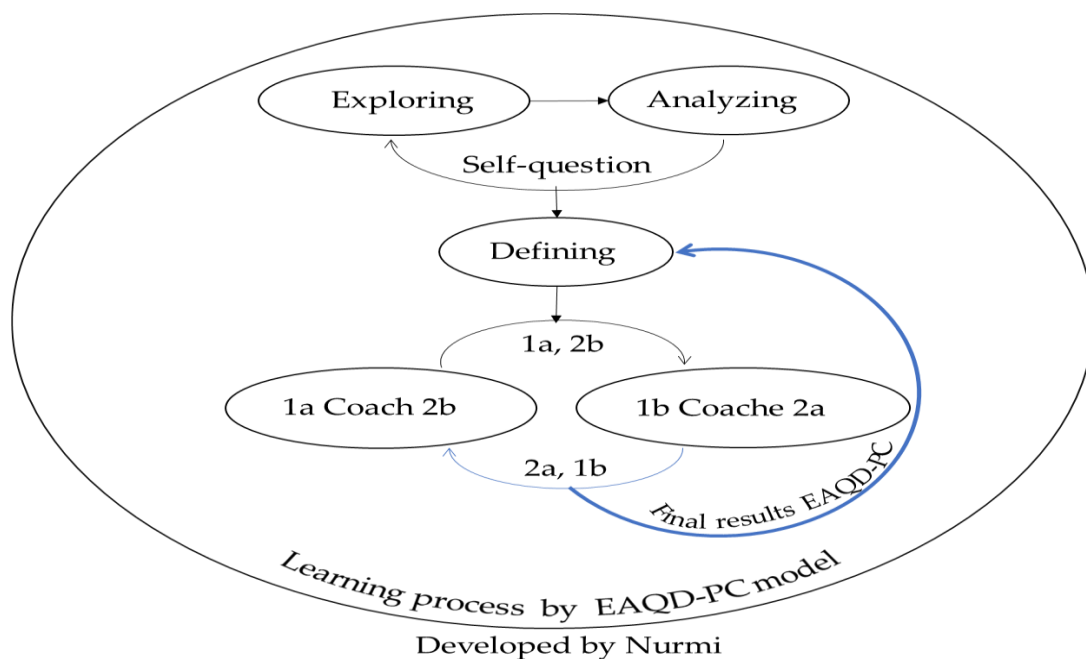 Exploring
Analyzing
Self-question
Defining
1a, 2b
1a Coach 2b
1b Coache 2a
2a, 1b
Final results EAQD-PC
Learning process by EAQD-PC model
Developed by Nurmi